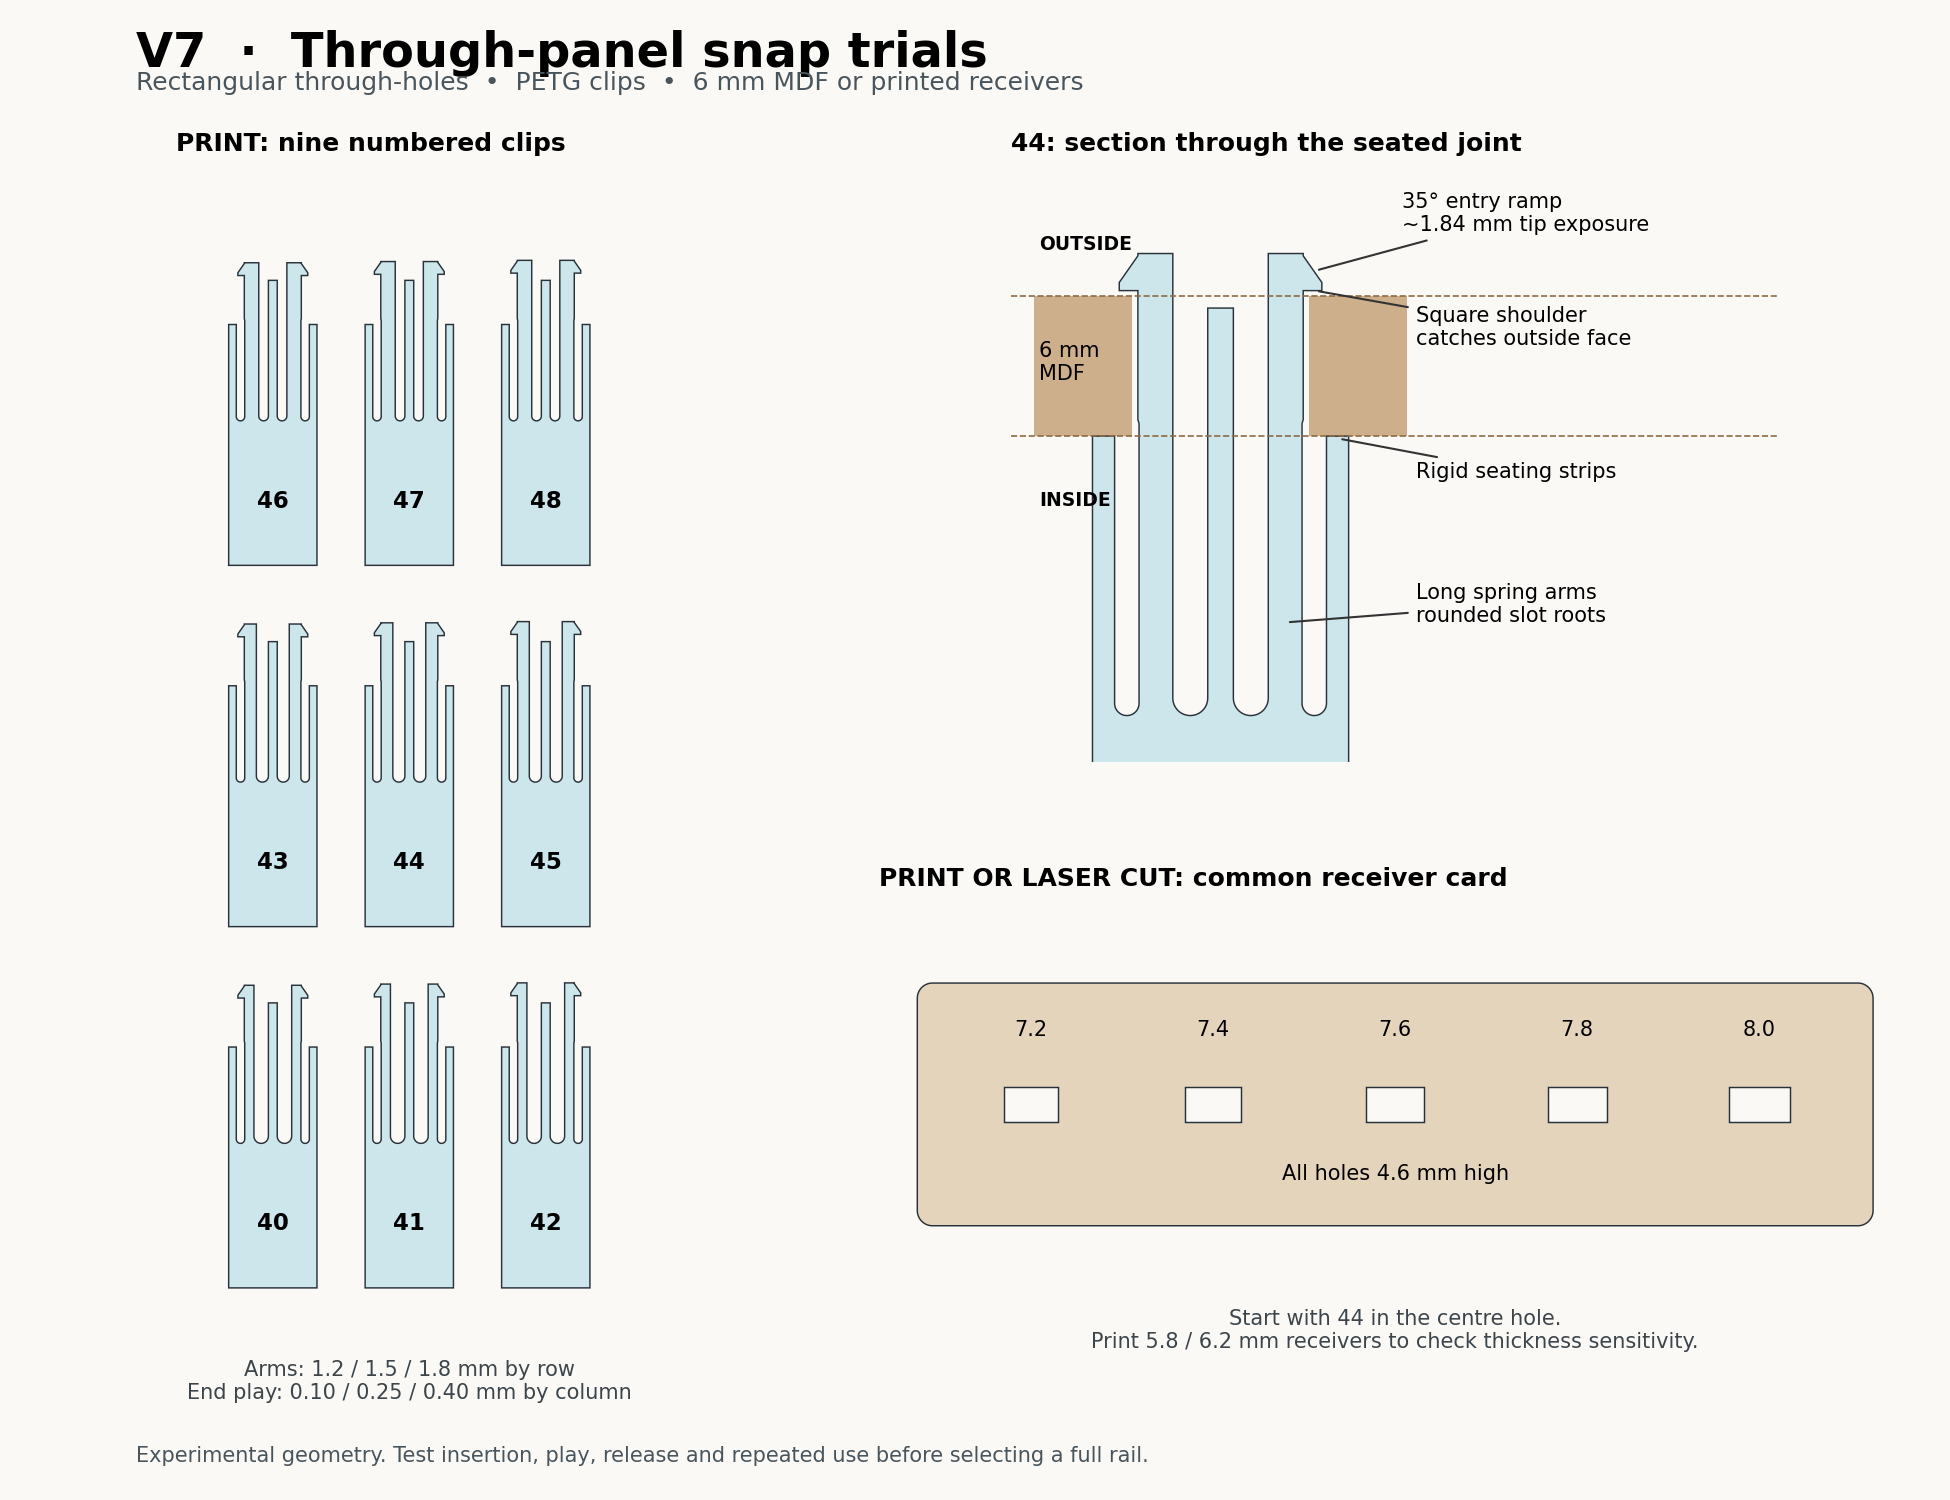 V7 · Through-panel snap trials
Rectangular through-holes • PETG clips • 6 mm MDF or printed receivers
PRINT: nine numbered clips
46
47
48
43
44
45
40
41
42
Arms: 1.2 / 1.5 / 1.8 mm by row
End play: 0.10 / 0.25 / 0.40 mm by column
44: section through the seated joint
35° entry ramp
~1.84 mm tip exposure
OUTSIDE
Square shoulder
catches outside face
6 mm
MDF
Rigid seating strips
INSIDE
Long spring arms
rounded slot roots
PRINT OR LASER CUT: common receiver card
7.2
7.4
7.6
7.8
8.0
All holes 4.6 mm high
Start with 44 in the centre hole.
Print 5.8 / 6.2 mm receivers to check thickness sensitivity.
Experimental geometry. Test insertion, play, release and repeated use before selecting a full rail.